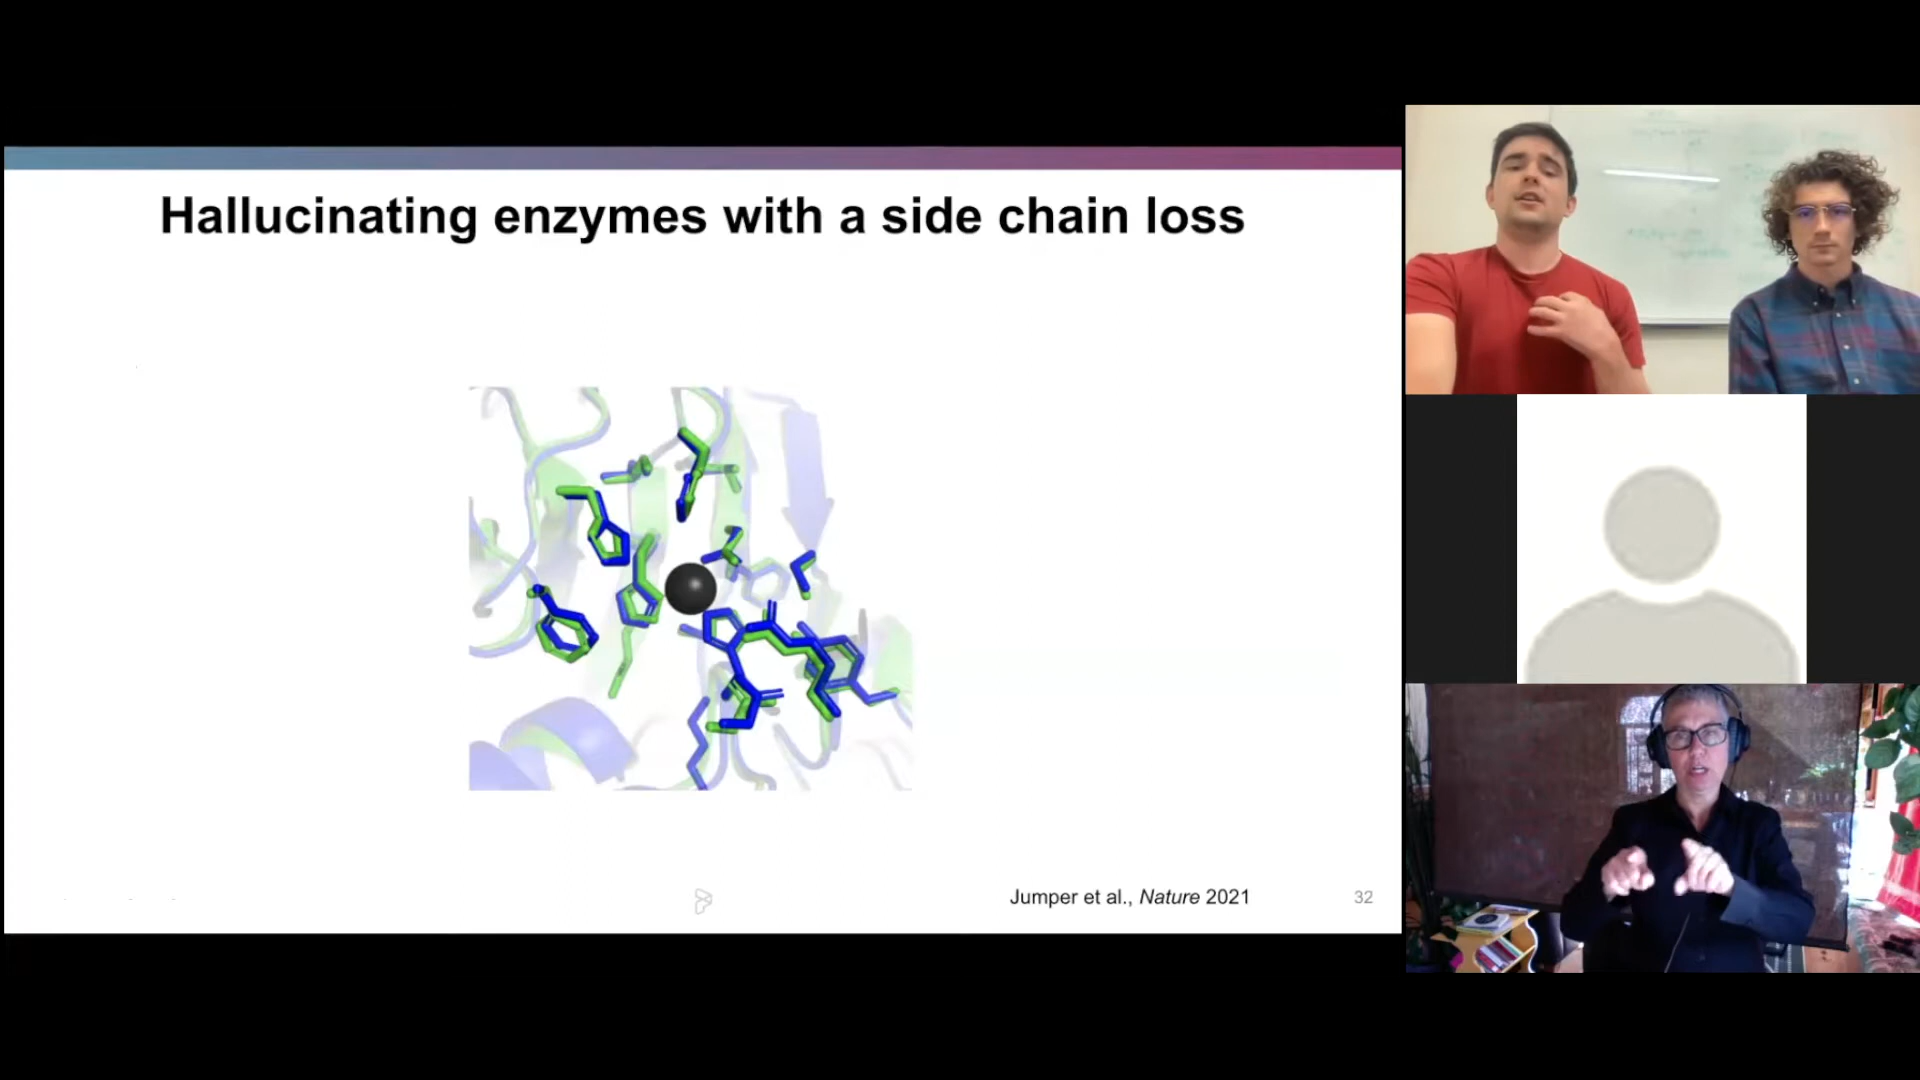 Hallucinating enzymes with a side chain loss
Jumper et al., Nature 2021
32